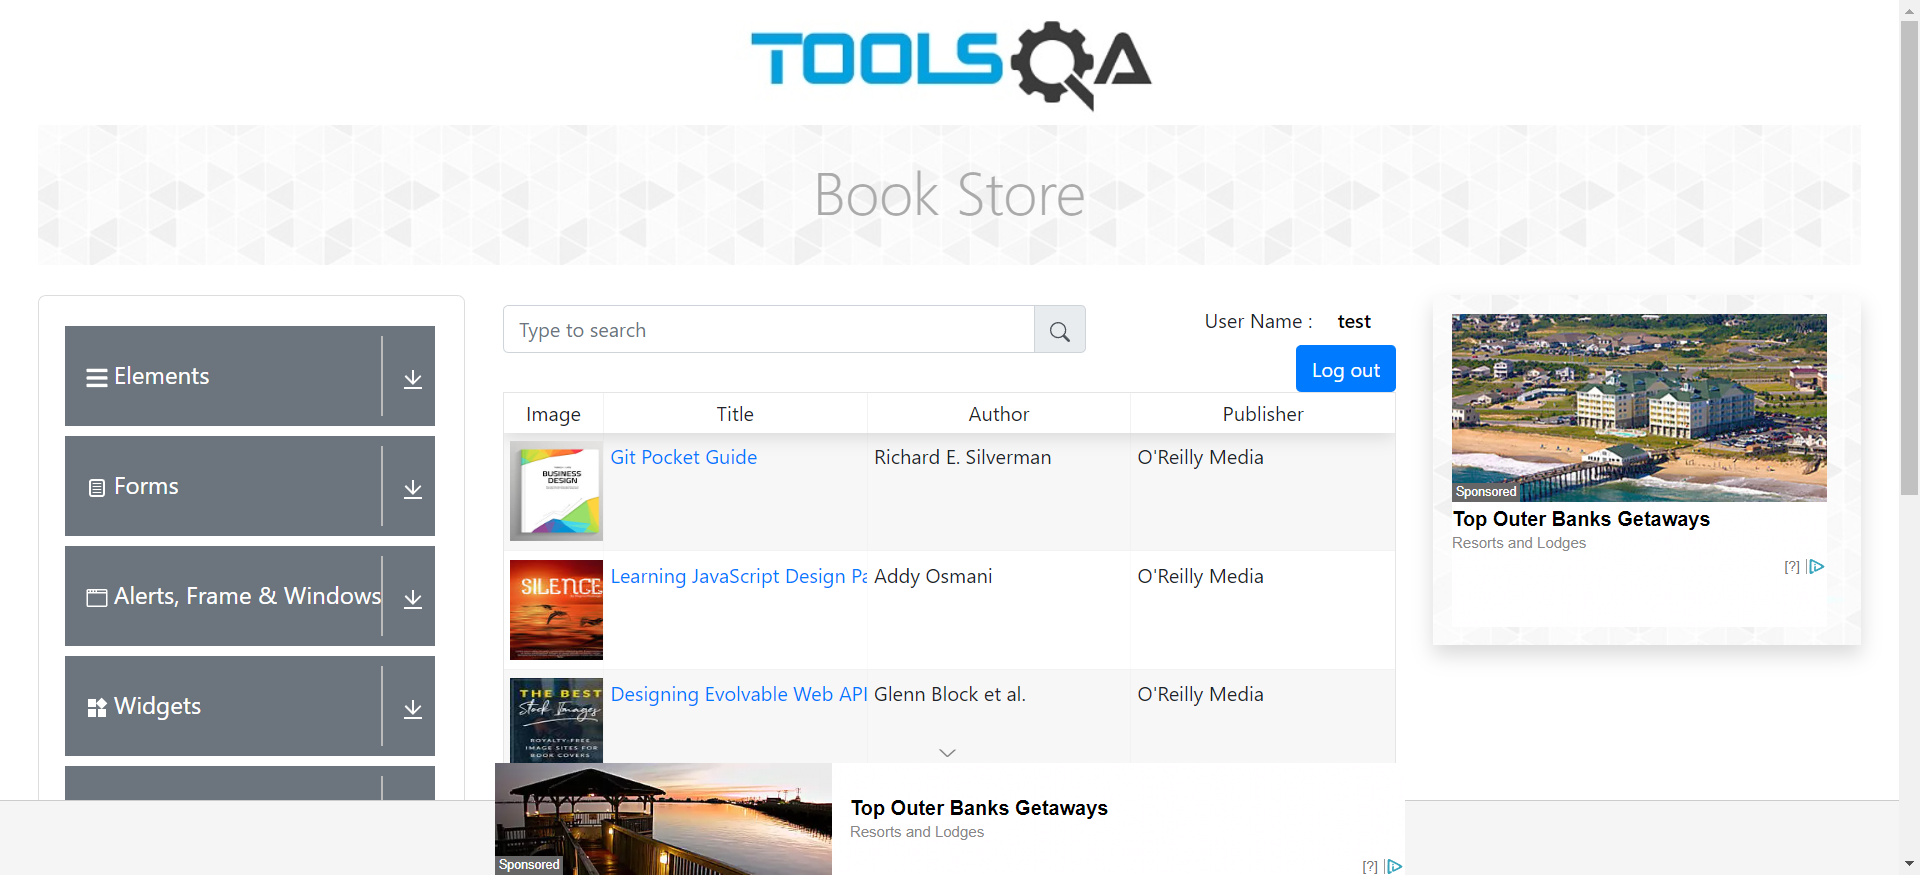 TOOLSQA
Book Store
Elements
Forms
Alerts, Frame & Windows
Widgets
Type to search
User Name : test
Log out
Image Title Author Publisher
BUSINESS
DESIGN
Git Pocket Guide Richard E. Silverman O'Reilly Media
SILENCE
Learning JavaScript Design Pa Addy Osmani O'Reilly Media
THE BEST
Stock Images
ROYALTY-FREE
IMAGE SITES FOR
BOOK COVERS
Designing Evolvable Web API Glenn Block et al. O'Reilly Media
Sponsored
Top Outer Banks Getaways
Resorts and Lodges
[?]
Sponsored
Top Outer Banks Getaways
Resorts and Lodges
[?]